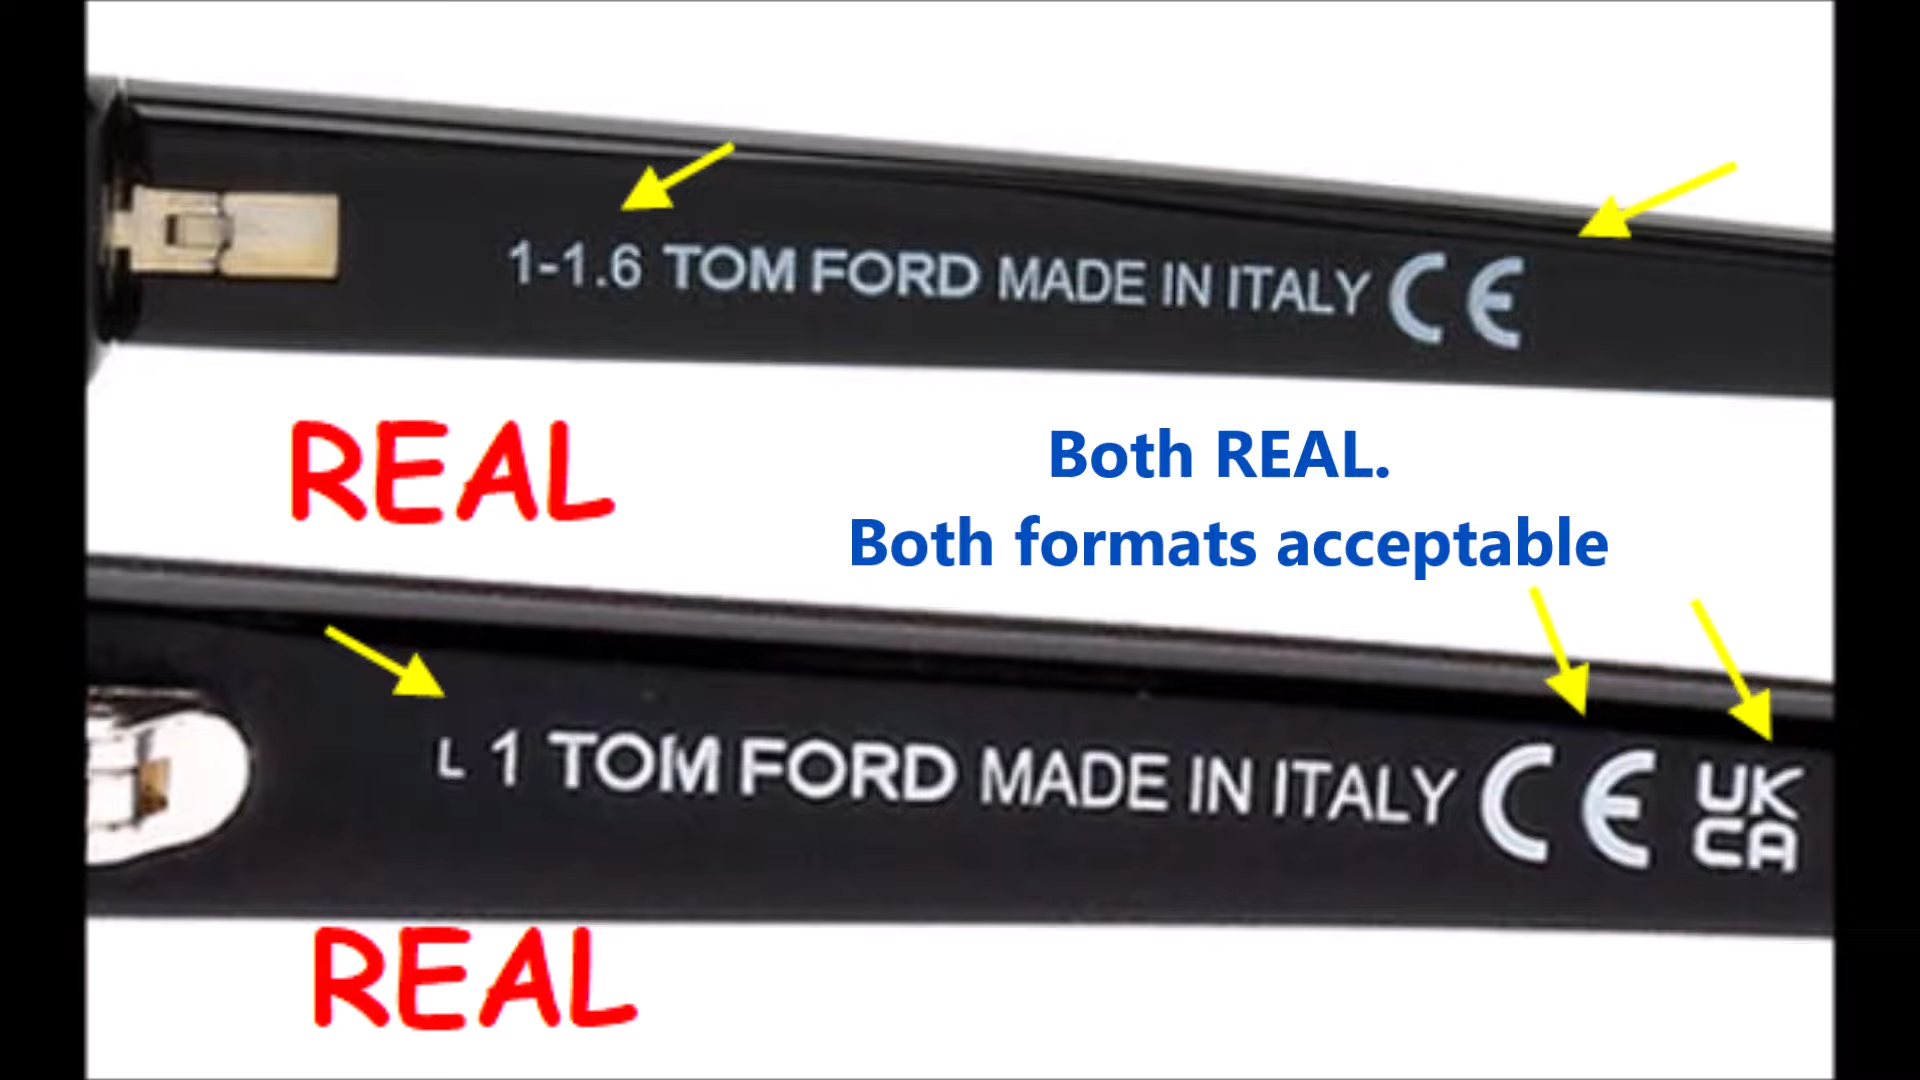 1-1.6 TOM FORD MADE IN ITALY CE
REAL
Both REAL.
Both formats acceptable
L 1 TOM FORD MADE IN ITALY CE UK
CA
REAL